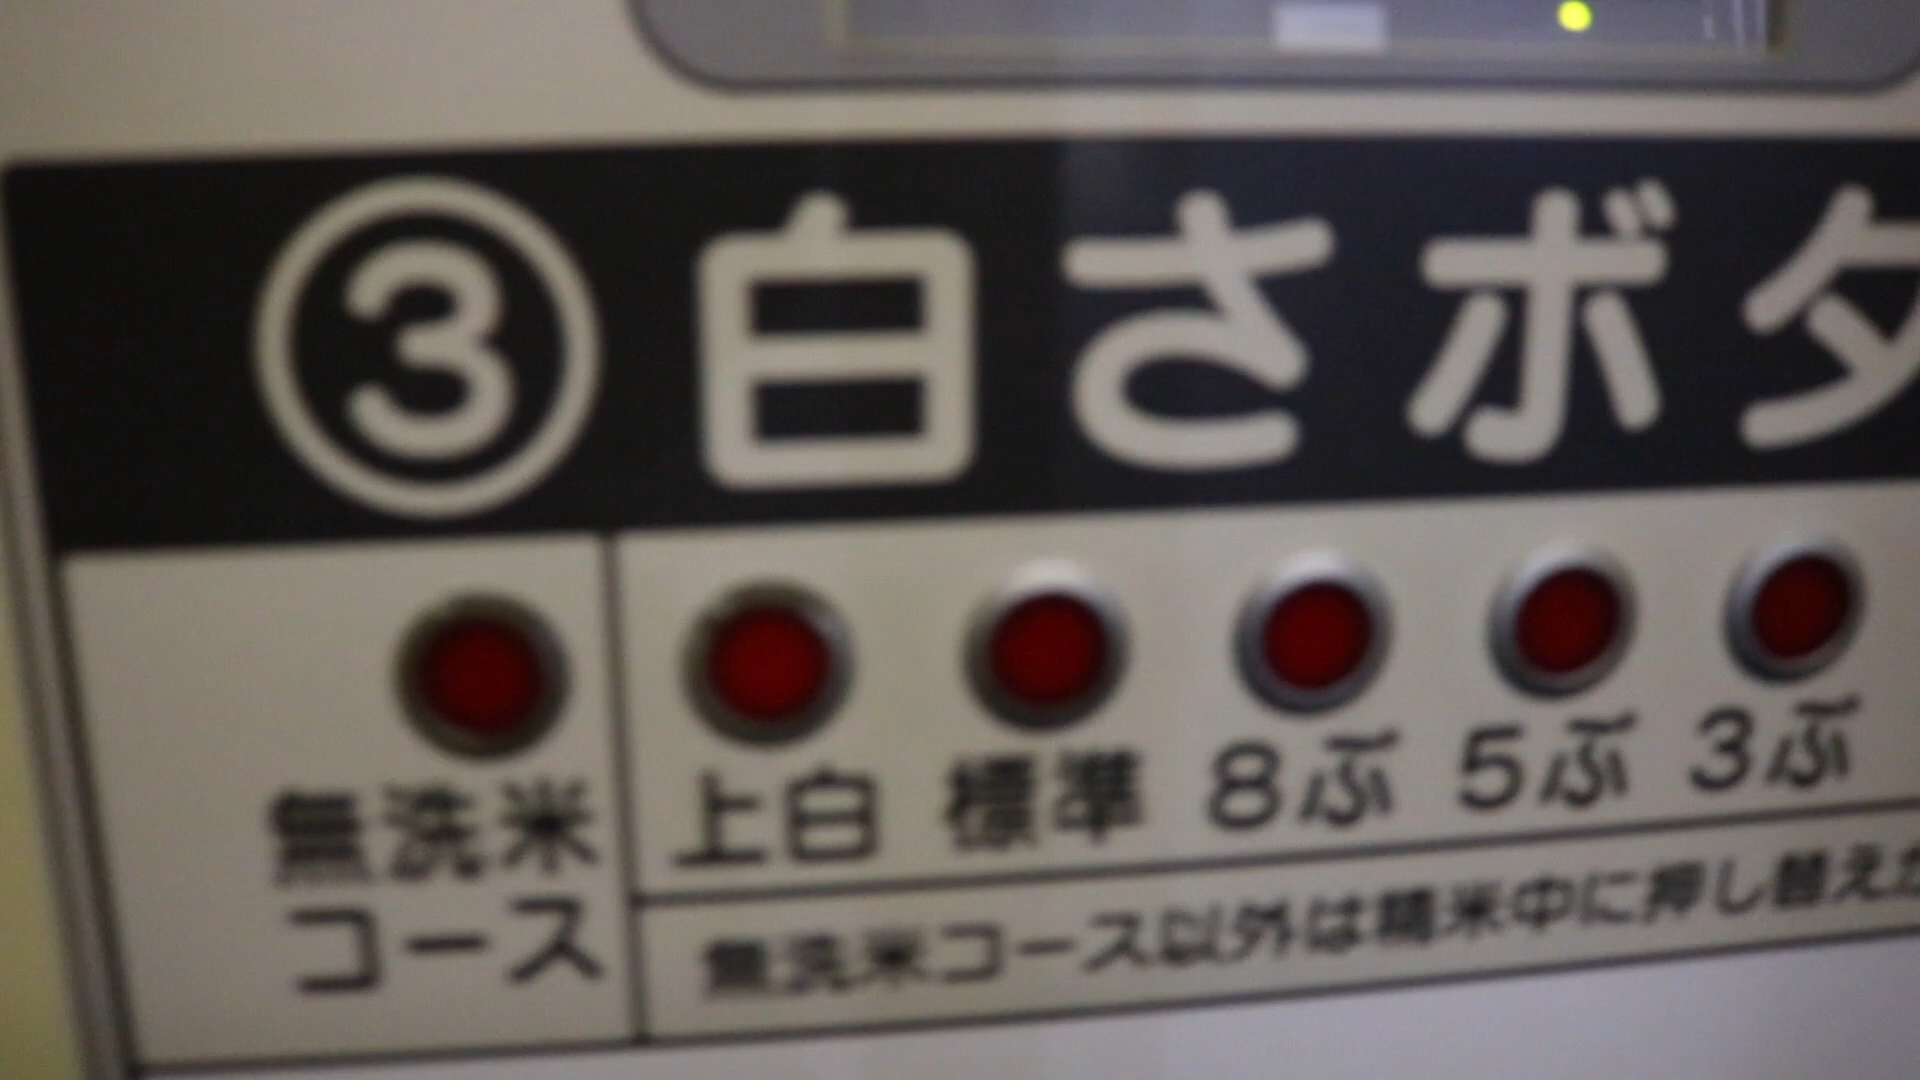 ③白さボタ
無洗米
コース
上白 標準 8ぶ 5ぶ 3ぶ
無洗米コース以外は精米中に押し替えが